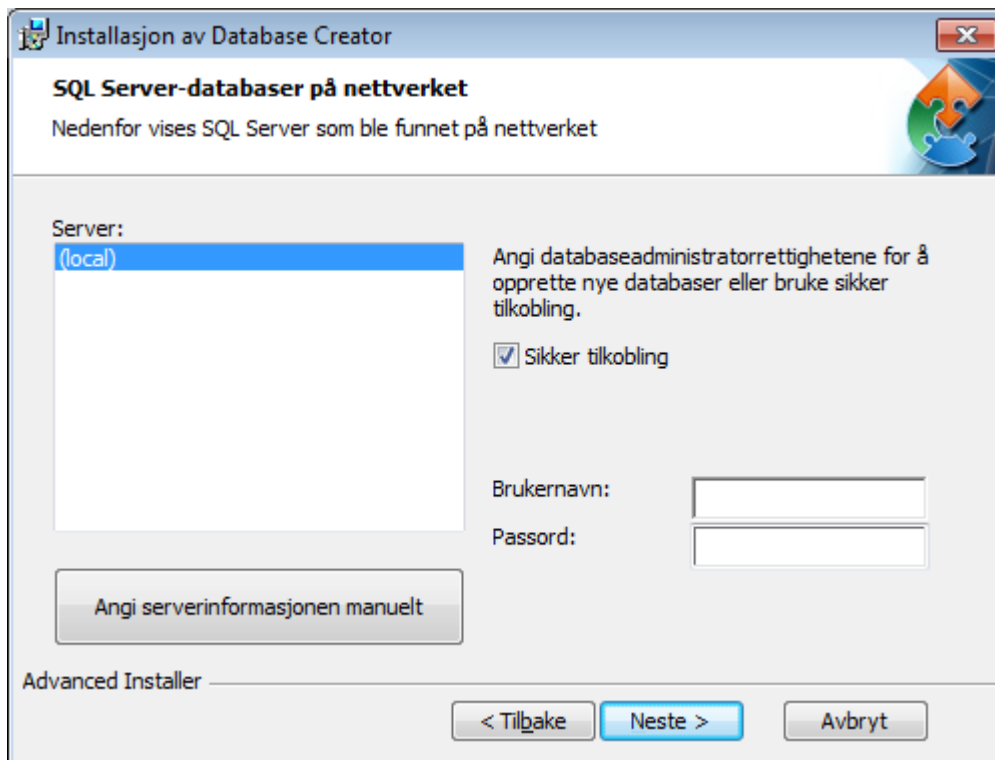 Installasjon av Database Creator
SQL Server-databaser på nettverket
Nedenfor vises SQL Server som ble funnet på nettverket
Server:
(local)
Angi databaseadministratorrettighetene for å
opprette nye databaser eller bruke sikker
tilkobling.
Sikker tilkobling
Brukernavn:
Passord:
Angi serverinformasjonen manuelt
Advanced Installer
< Tilbake
Neste >
Avbryt